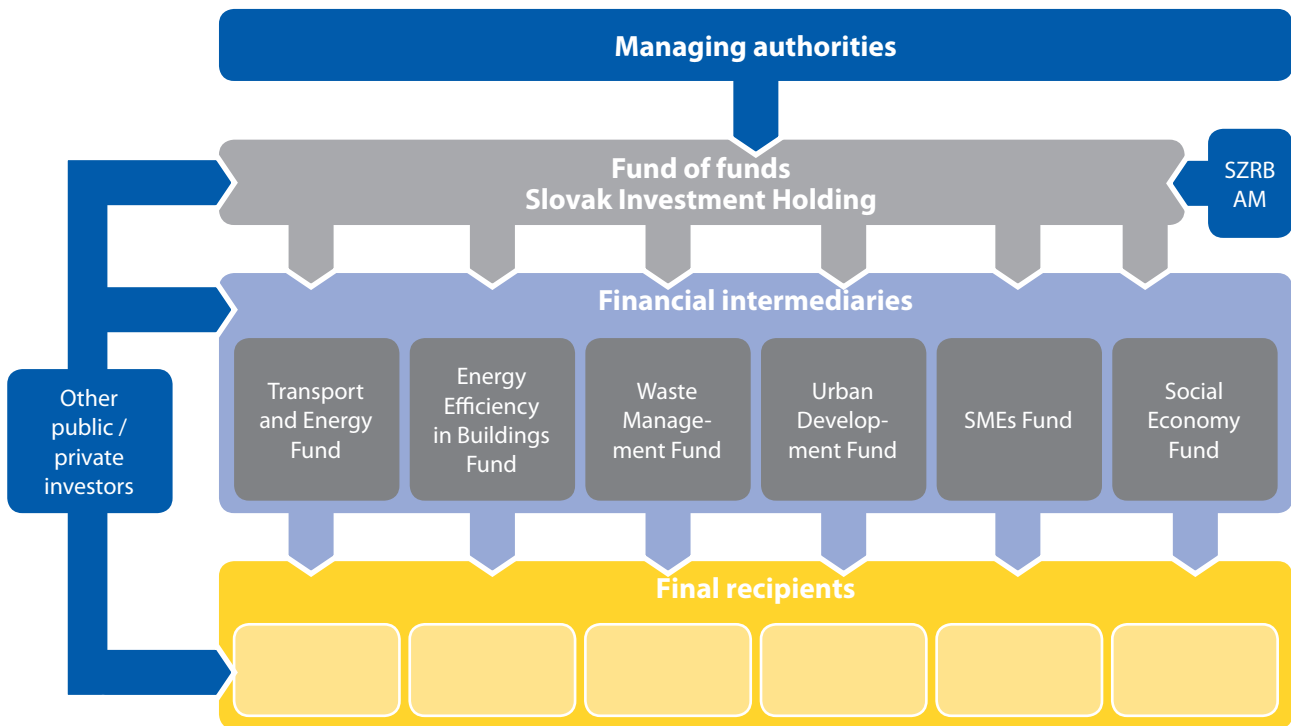 Managing authorities
Fund of funds
Slovak Investment Holding
SZRB
AM
Financial intermediaries
Transport
and Energy
Fund
Energy
Efficiency
in Buildings
Fund
Waste
Manage-
ment Fund
Urban
Develop-
ment Fund
SMEs Fund
Social
Economy
Fund
Other
public /
private
investors
Final recipients